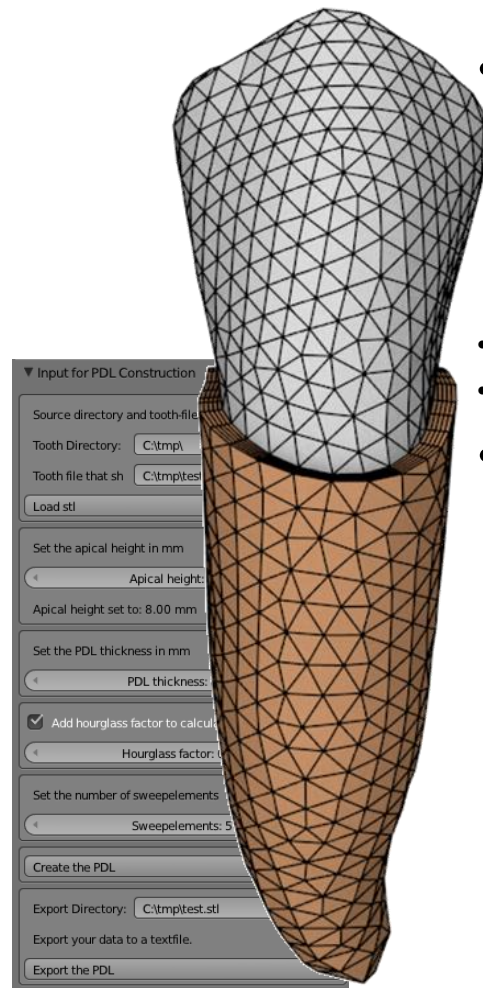 ▼ Input for PDL Construction
Source directory and tooth-file
Tooth Directory: C:\tmp\
Tooth file that sh C:\tmp\test
Load stl
Set the apical height in mm
Apical height:
Apical height set to: 8.00 mm
Set the PDL thickness in mm
PDL thickness:
Add hourglass factor to
Hourglass factor:
Set the number of sweepelements
Sweepelements: 5
Create the PDL
Export Directory: C:\tmp\test.stl
Export your data to a textfile.
Export the PDL